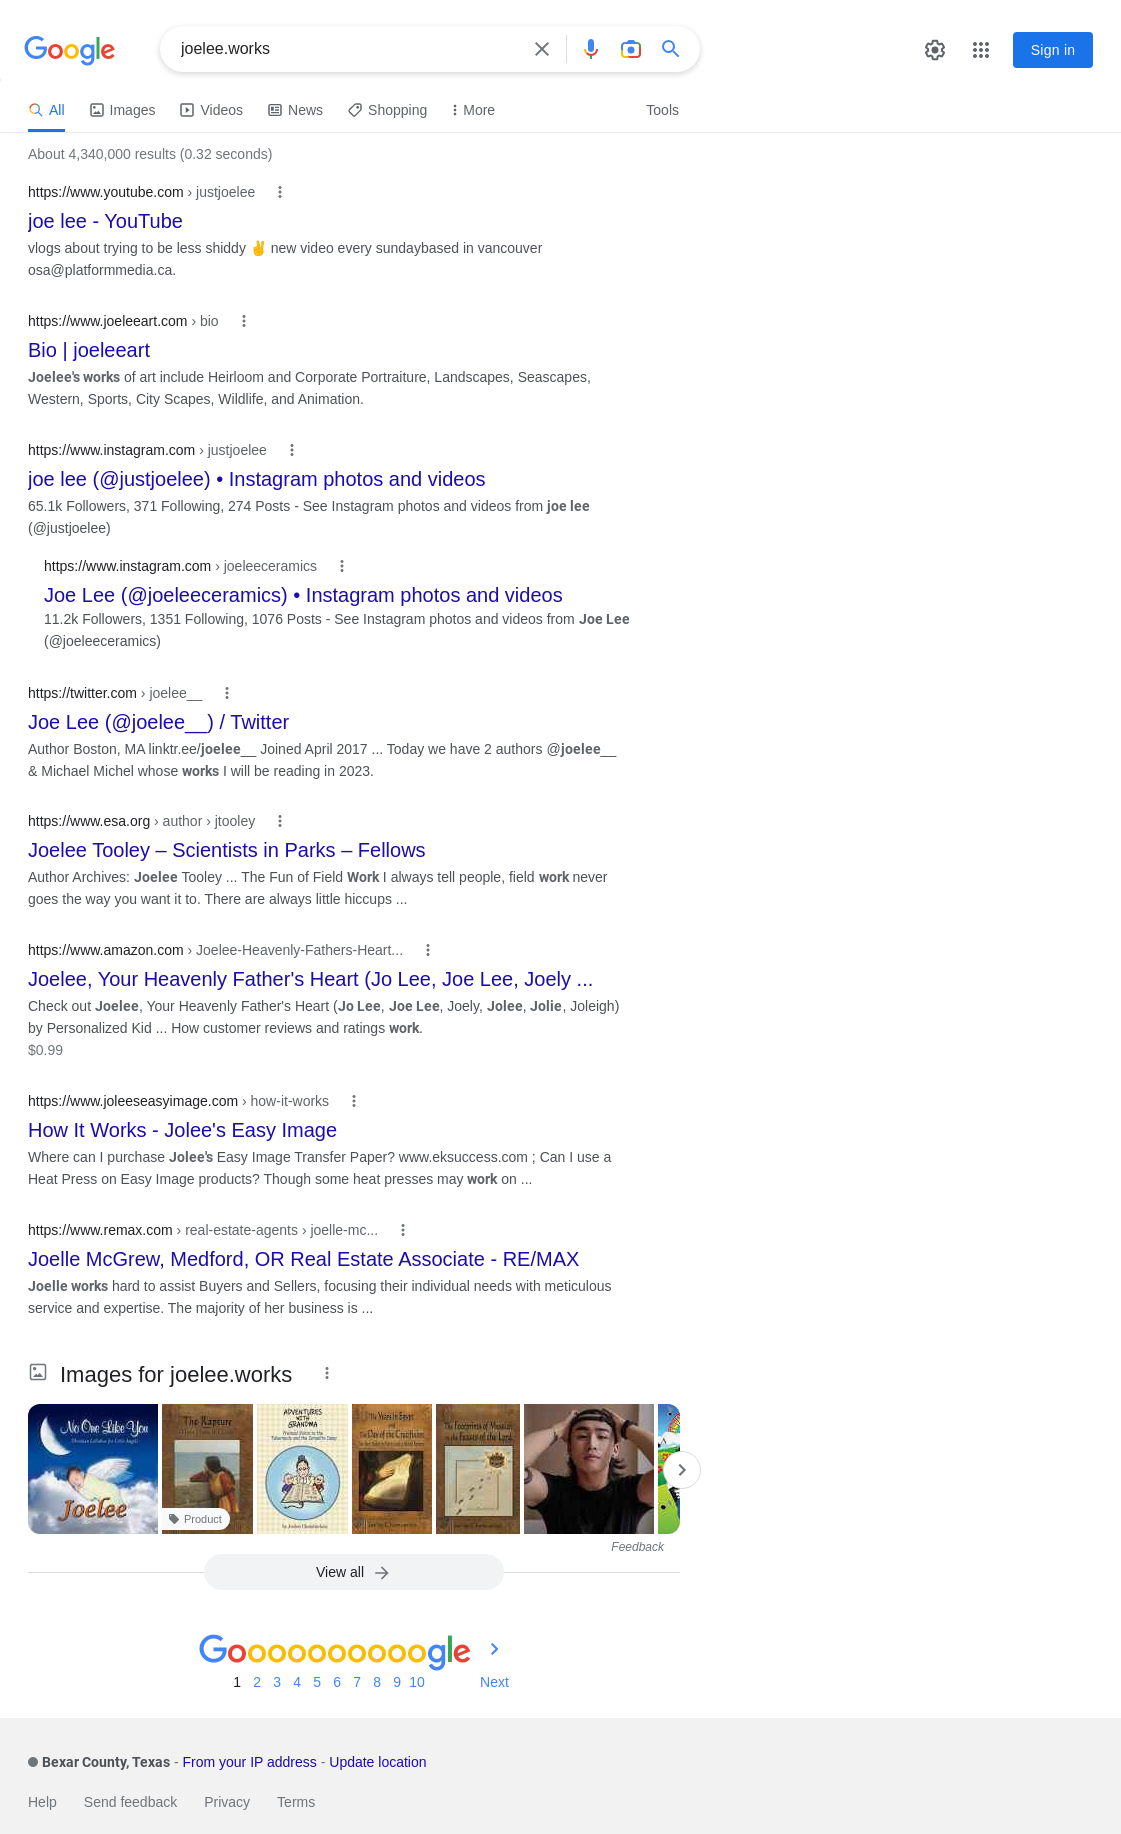 Google
joelee.works
Sign in
All
Images
Videos
News
Shopping
More
Tools
About 4,340,000 results (0.32 seconds)
https://www.youtube.com › justjoelee
joe lee - YouTube
vlogs about trying to be less shiddy ✌️ new video every sundaybased in vancouver
osa@platformmedia.ca.
https://www.joeleeart.com › bio
Bio | joeleeart
Joelee's works of art include Heirloom and Corporate Portraiture, Landscapes, Seascapes,
Western, Sports, City Scapes, Wildlife, and Animation.
https://www.instagram.com › justjoelee
joe lee (@justjoelee) • Instagram photos and videos
65.1k Followers, 371 Following, 274 Posts - See Instagram photos and videos from joe lee
(@justjoelee)
https://www.instagram.com › joeleeceramics
Joe Lee (@joeleeceramics) • Instagram photos and videos
11.2k Followers, 1351 Following, 1076 Posts - See Instagram photos and videos from Joe Lee
(@joeleeceramics)
https://twitter.com › joelee__
Joe Lee (@joelee__) / Twitter
Author Boston, MA linktr.ee/joelee__ Joined April 2017 ... Today we have 2 authors @joelee__
& Michael Michel whose works I will be reading in 2023.
https://www.esa.org › author › jtooley
Joelee Tooley – Scientists in Parks – Fellows
Author Archives: Joelee Tooley ... The Fun of Field Work I always tell people, field work never
goes the way you want it to. There are always little hiccups ...
https://www.amazon.com › Joelee-Heavenly-Fathers-Heart...
Joelee, Your Heavenly Father's Heart (Jo Lee, Joe Lee, Joely ...
Check out Joelee, Your Heavenly Father's Heart (Jo Lee, Joe Lee, Joely, Jolee, Jolie, Joleigh)
by Personalized Kid ... How customer reviews and ratings work.
$0.99
https://www.joleeseasyimage.com › how-it-works
How It Works - Jolee's Easy Image
Where can I purchase Jolee's Easy Image Transfer Paper? www.eksuccess.com ; Can I use a
Heat Press on Easy Image products? Though some heat presses may work on ...
https://www.remax.com › real-estate-agents › joelle-mc...
Joelle McGrew, Medford, OR Real Estate Associate - RE/MAX
Joelle works hard to assist Buyers and Sellers, focusing their individual needs with meticulous
service and expertise. The majority of her business is ...
Images for joelee.works
No One Like You
Joelee
The Rapture
Product
ADVENTURES
WITH
GRANDMA
The Years in Egypt
and
The Day of the Crucifixion
The Footprints of Messiah
in the Feasts of the Lord
Feedback
View all
Goooooooooogle
1 2 3 4 5 6 7 8 9 10 Next
Bexar County, Texas - From your IP address - Update location
Help Send feedback Privacy Terms